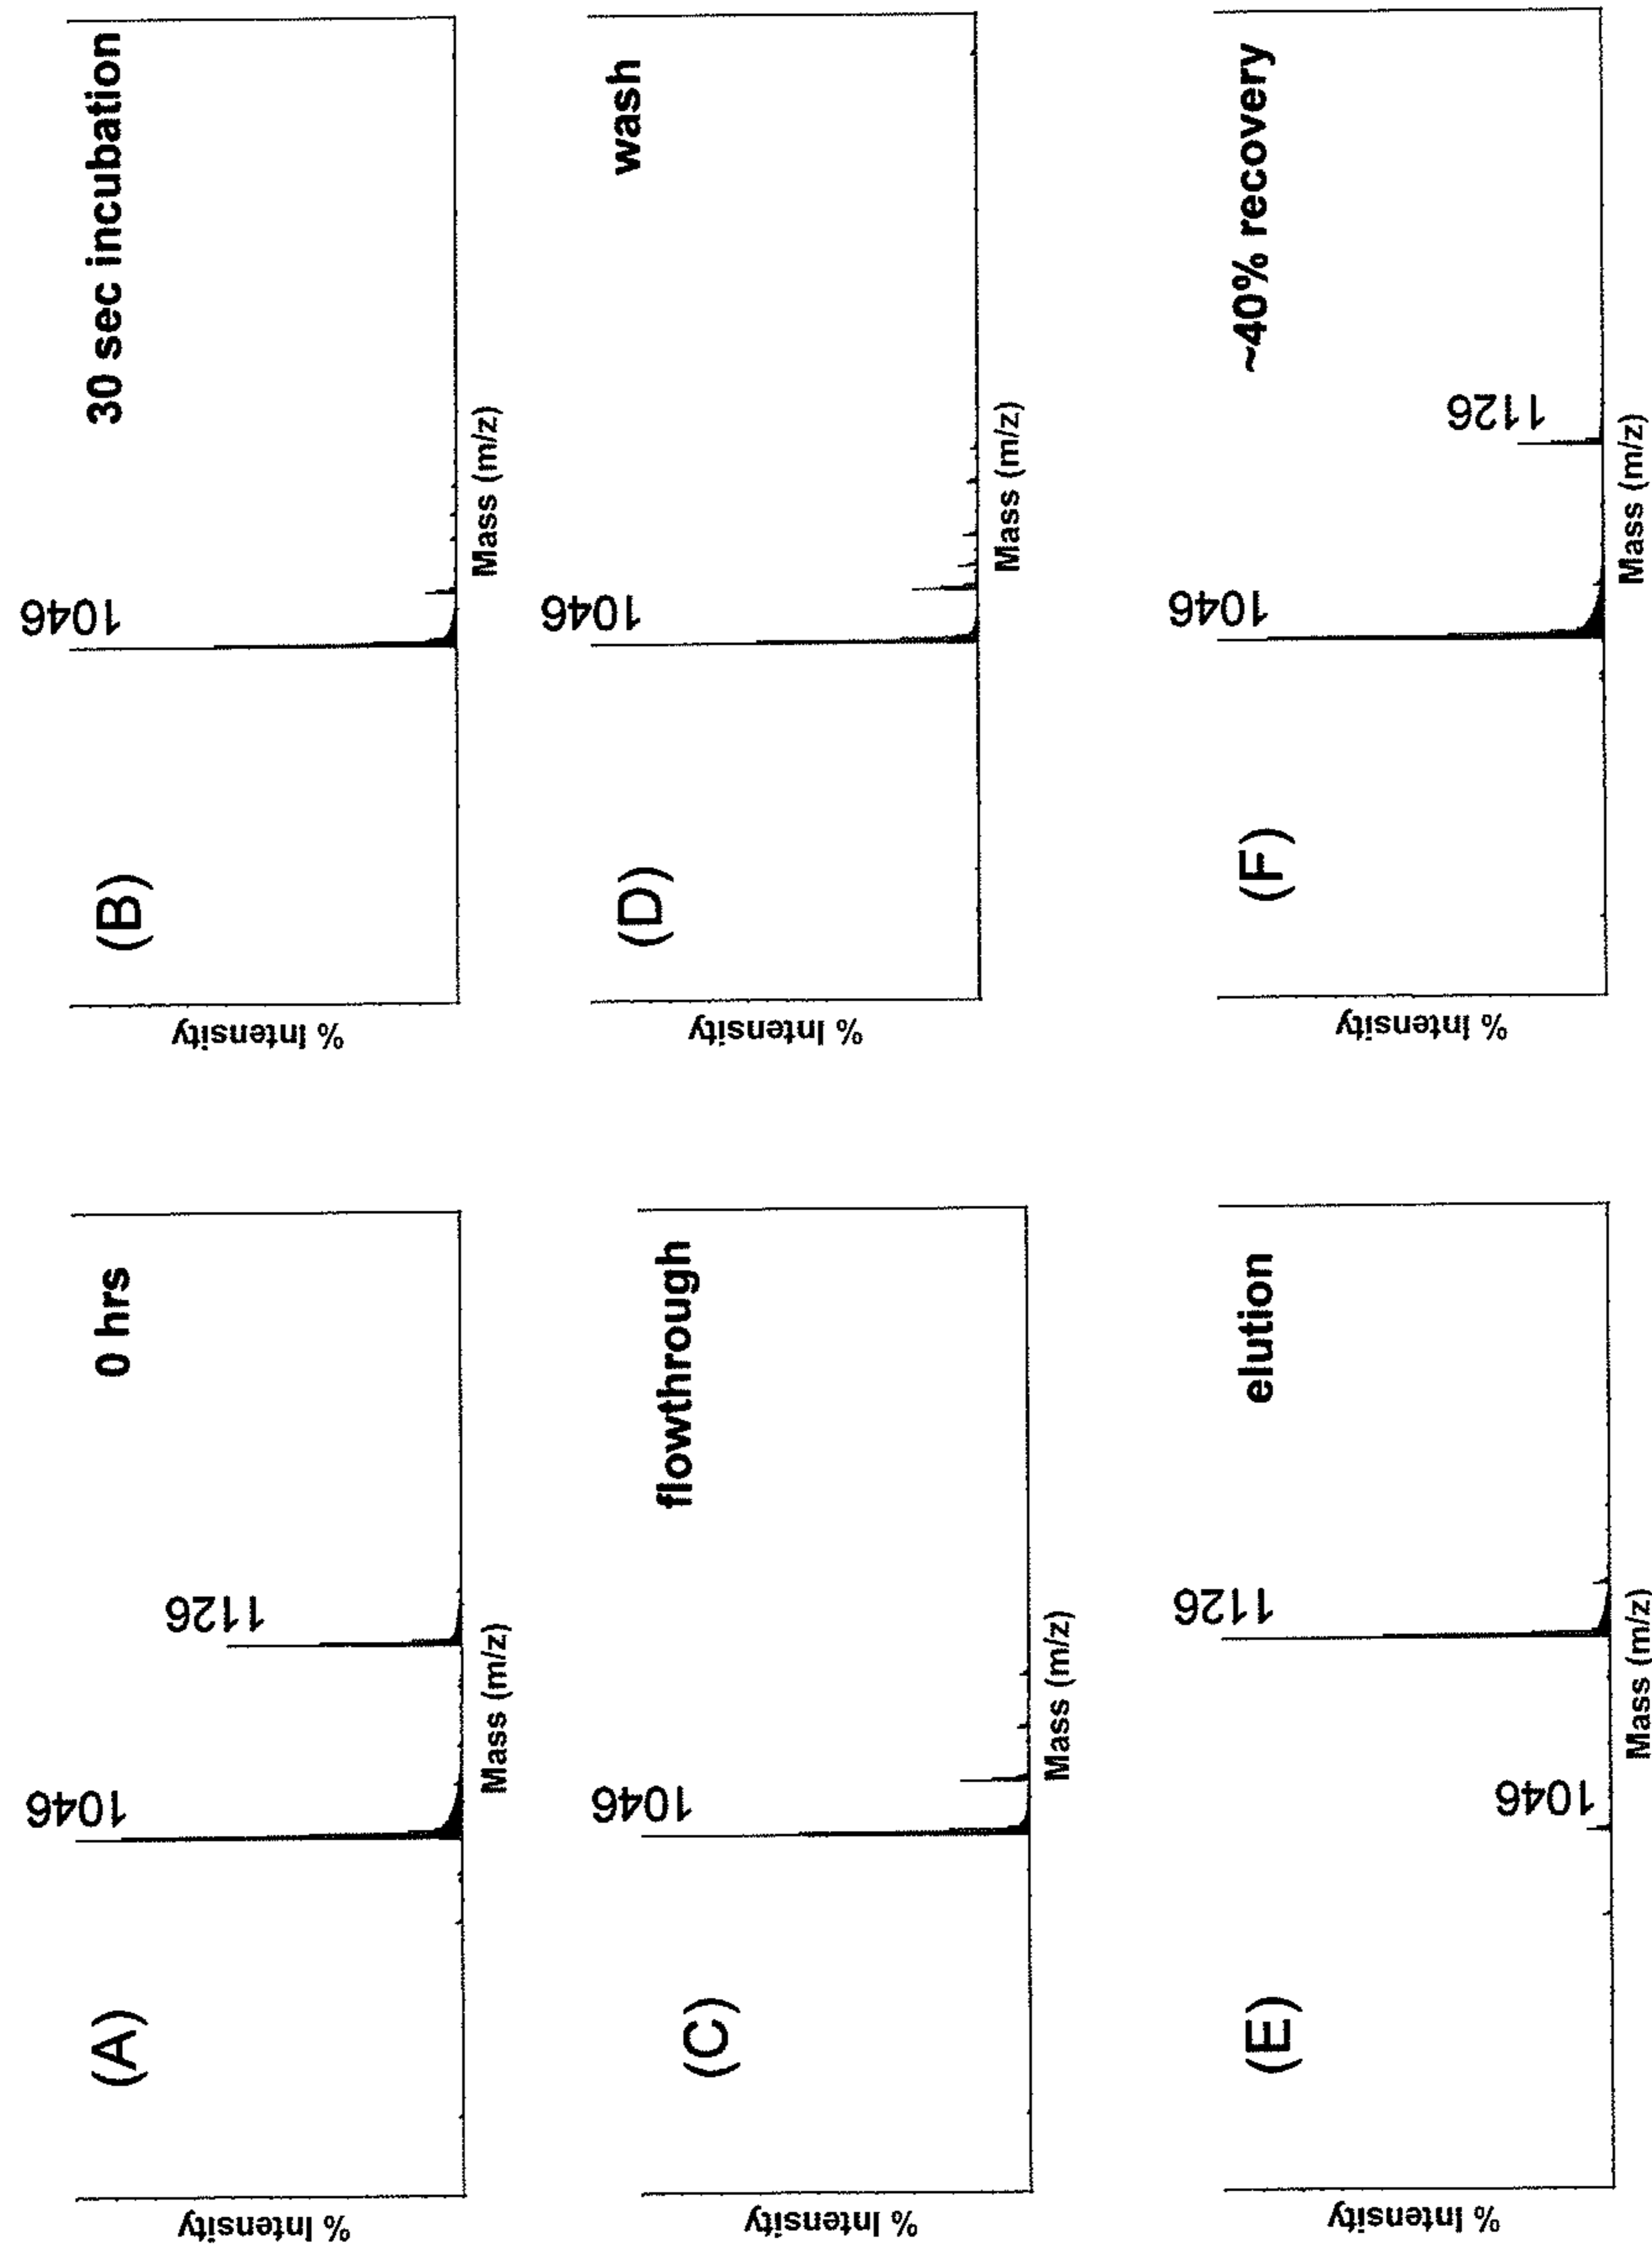 (A)
0 hrs
1046
1126
% Intensity
Mass (m/z)
(B)
30 sec incubation
1046
% Intensity
Mass (m/z)
(C)
flowthrough
1046
% Intensity
Mass (m/z)
(D)
wash
1046
% Intensity
Mass (m/z)
(E)
elution
1046
1126
% Intensity
Mass (m/z)
(F)
~40% recovery
1046
1126
% Intensity
Mass (m/z)